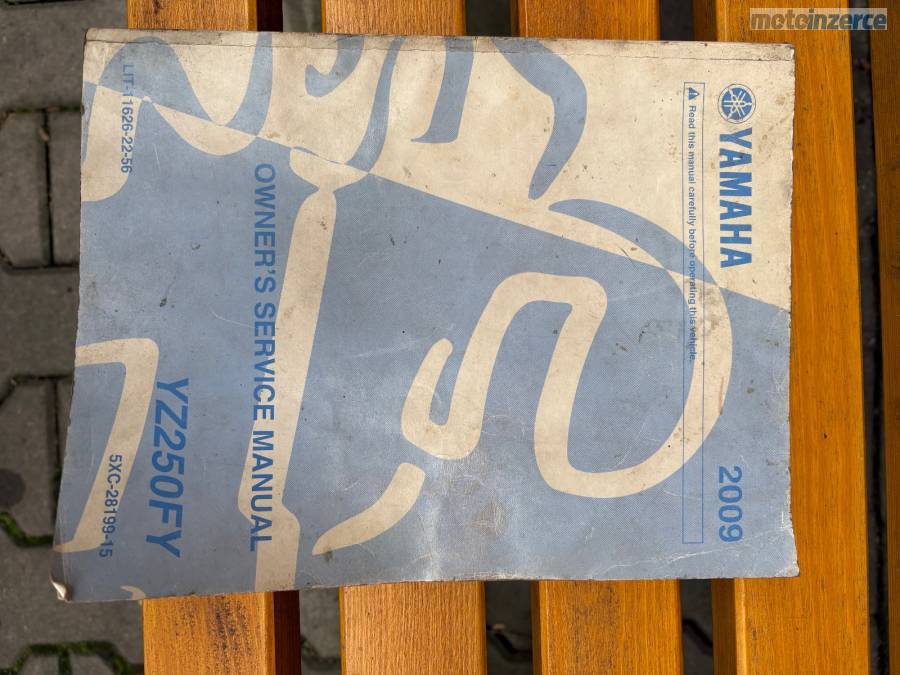 motoinzerce
YAMAHA
2009
Read this manual carefully before operating this vehicle.
OWNER'S SERVICE MANUAL
YZ250FY
LIT-11626-22-56
5XC-28199-15